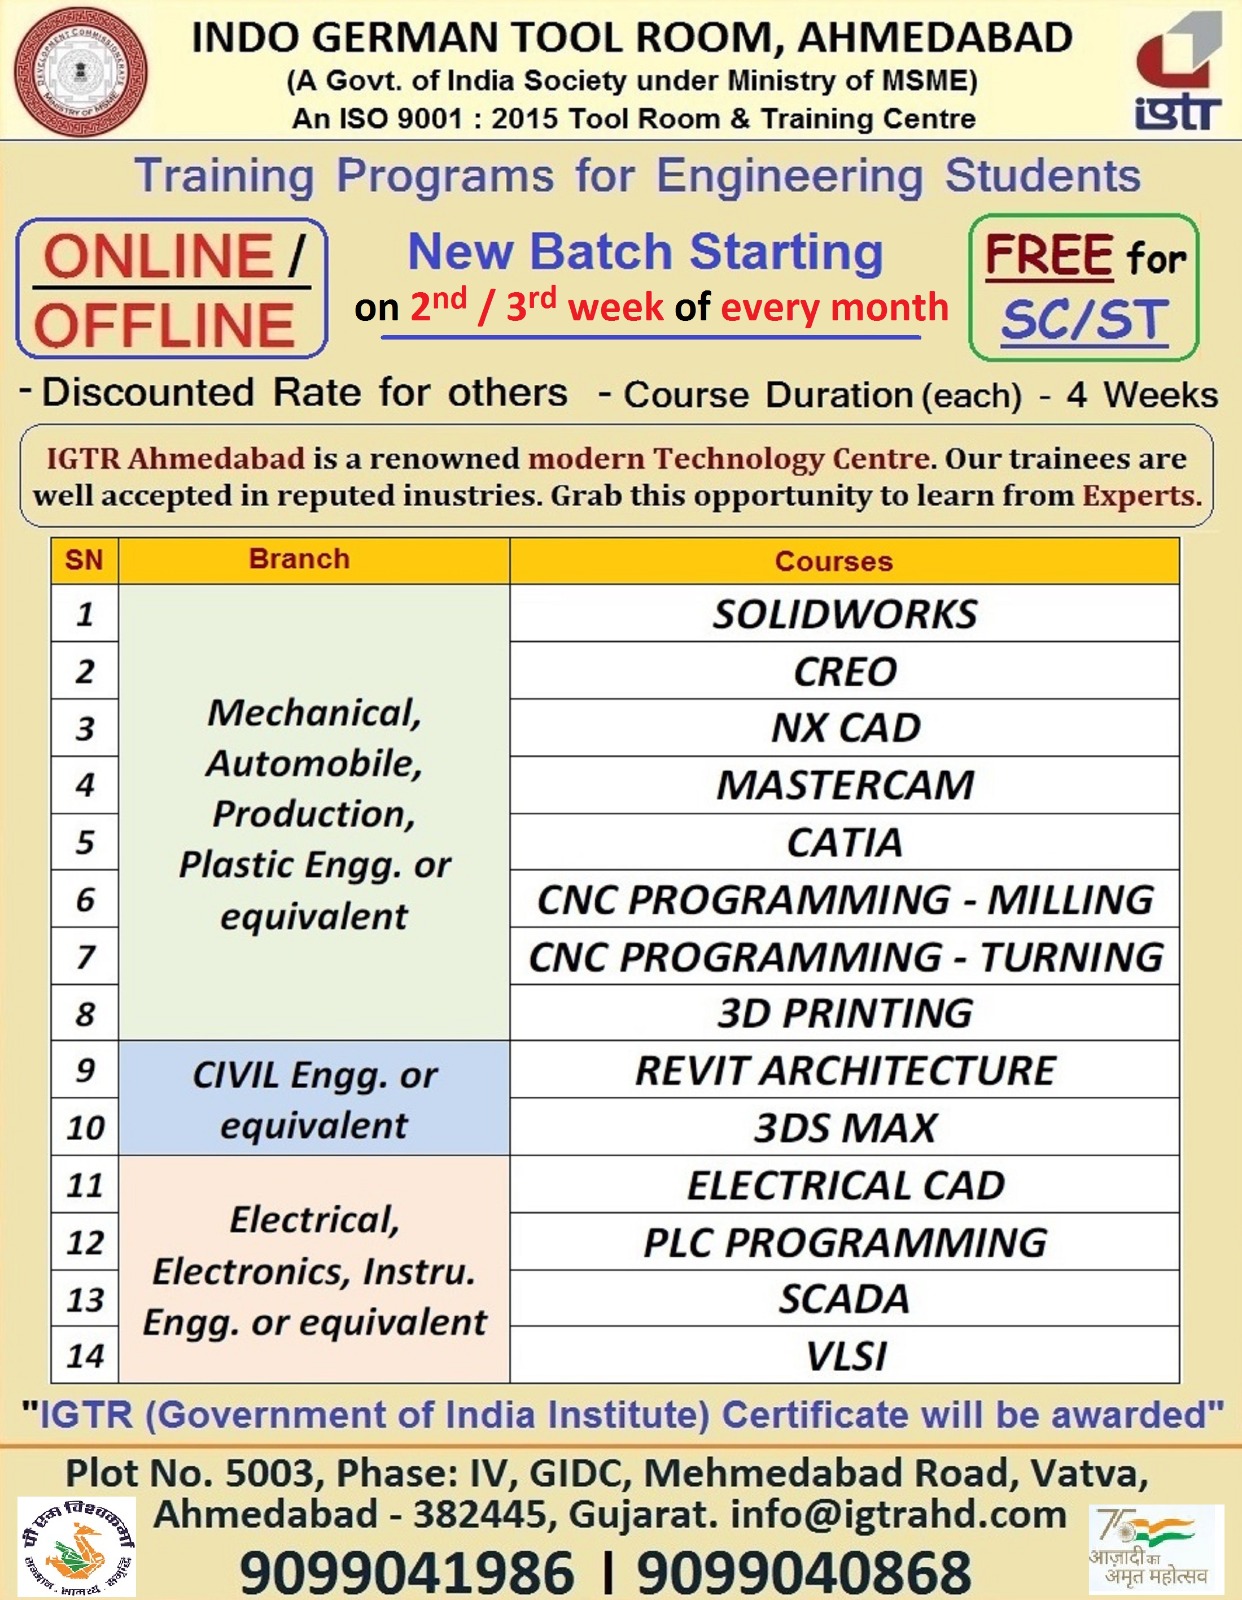 DEVELOPMENT COMMISSIONERATE
MINISTRY OF MSME
INDO GERMAN TOOL ROOM, AHMEDABAD
(A Govt. of India Society under Ministry of MSME)
An ISO 9001 : 2015 Tool Room & Training Centre
igtr
Training Programs for Engineering Students
ONLINE /
OFFLINE
New Batch Starting
on 2nd / 3rd week of every month
FREE for
SC/ST
- Discounted Rate for others - Course Duration (each) - 4 Weeks
IGTR Ahmedabad is a renowned modern Technology Centre. Our trainees are
well accepted in reputed inustries. Grab this opportunity to learn from Experts.
SN Branch Courses
1 SOLIDWORKS
2 CREO
3 NX CAD
4 MASTERCAM
5 CATIA
6 CNC PROGRAMMING - MILLING
7 CNC PROGRAMMING - TURNING
8 3D PRINTING
Mechanical,
Automobile,
Production,
Plastic Engg. or
equivalent
9 REVIT ARCHITECTURE
10 3DS MAX
CIVIL Engg. or
equivalent
11 ELECTRICAL CAD
12 PLC PROGRAMMING
13 SCADA
14 VLSI
Electrical,
Electronics, Instru.
Engg. or equivalent
"IGTR (Government of India Institute) Certificate will be awarded"
Plot No. 5003, Phase: IV, GIDC, Mehmedabad Road, Vatva,
Ahmedabad - 382445, Gujarat. info@igtrahd.com
9099041986 | 9099040868
पी एम विश्वकर्मा
सम्मान - सामर्थ्य - समृद्धि
75
आज़ादी का
अमृत महोत्सव